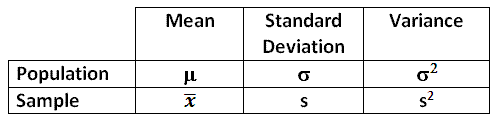 Mean Standard Deviation Variance
Population μ σ σ²
Sample x̅ s s²